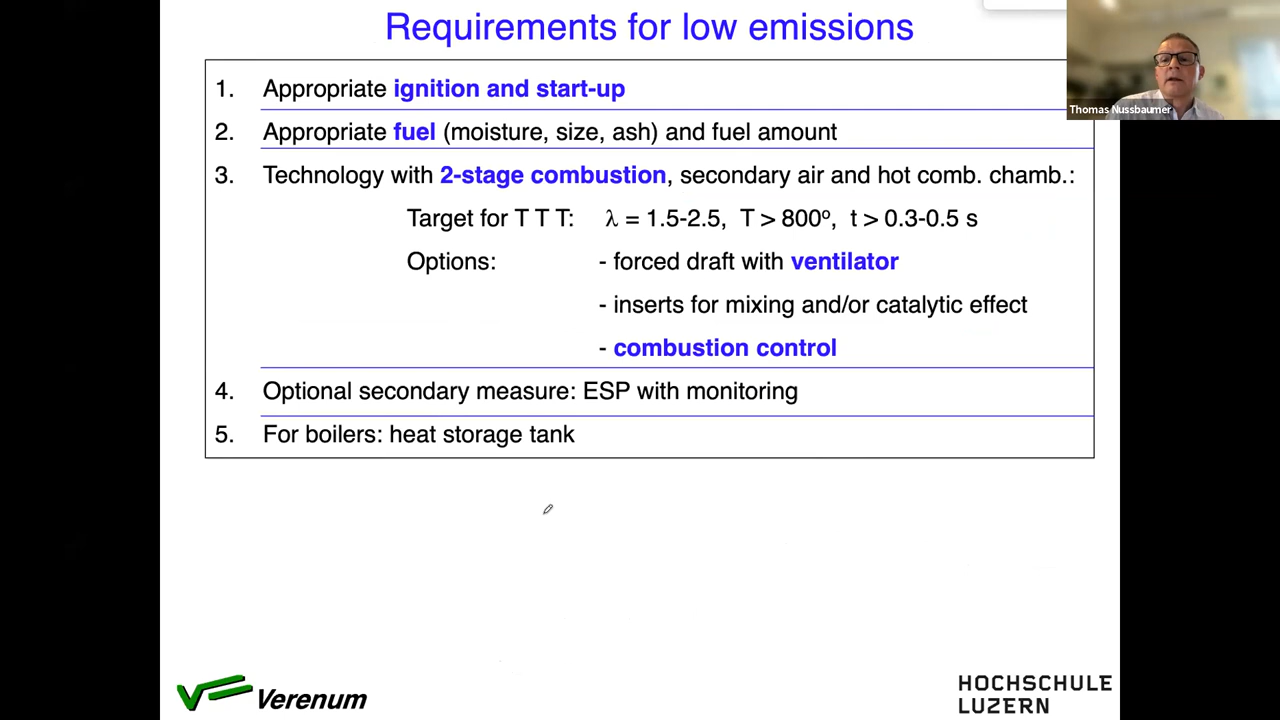 Requirements for low emissions
Thomas Nussbaumer
1. Appropriate ignition and start-up
2. Appropriate fuel (moisture, size, ash) and fuel amount
3. Technology with 2-stage combustion, secondary air and hot comb. chamb.:
Target for T T T: λ = 1.5-2.5, T > 800º, t > 0.3-0.5 s
Options: - forced draft with ventilator
- inserts for mixing and/or catalytic effect
- combustion control
4. Optional secondary measure: ESP with monitoring
5. For boilers: heat storage tank
Verenum
HOCHSCHULE
LUZERN